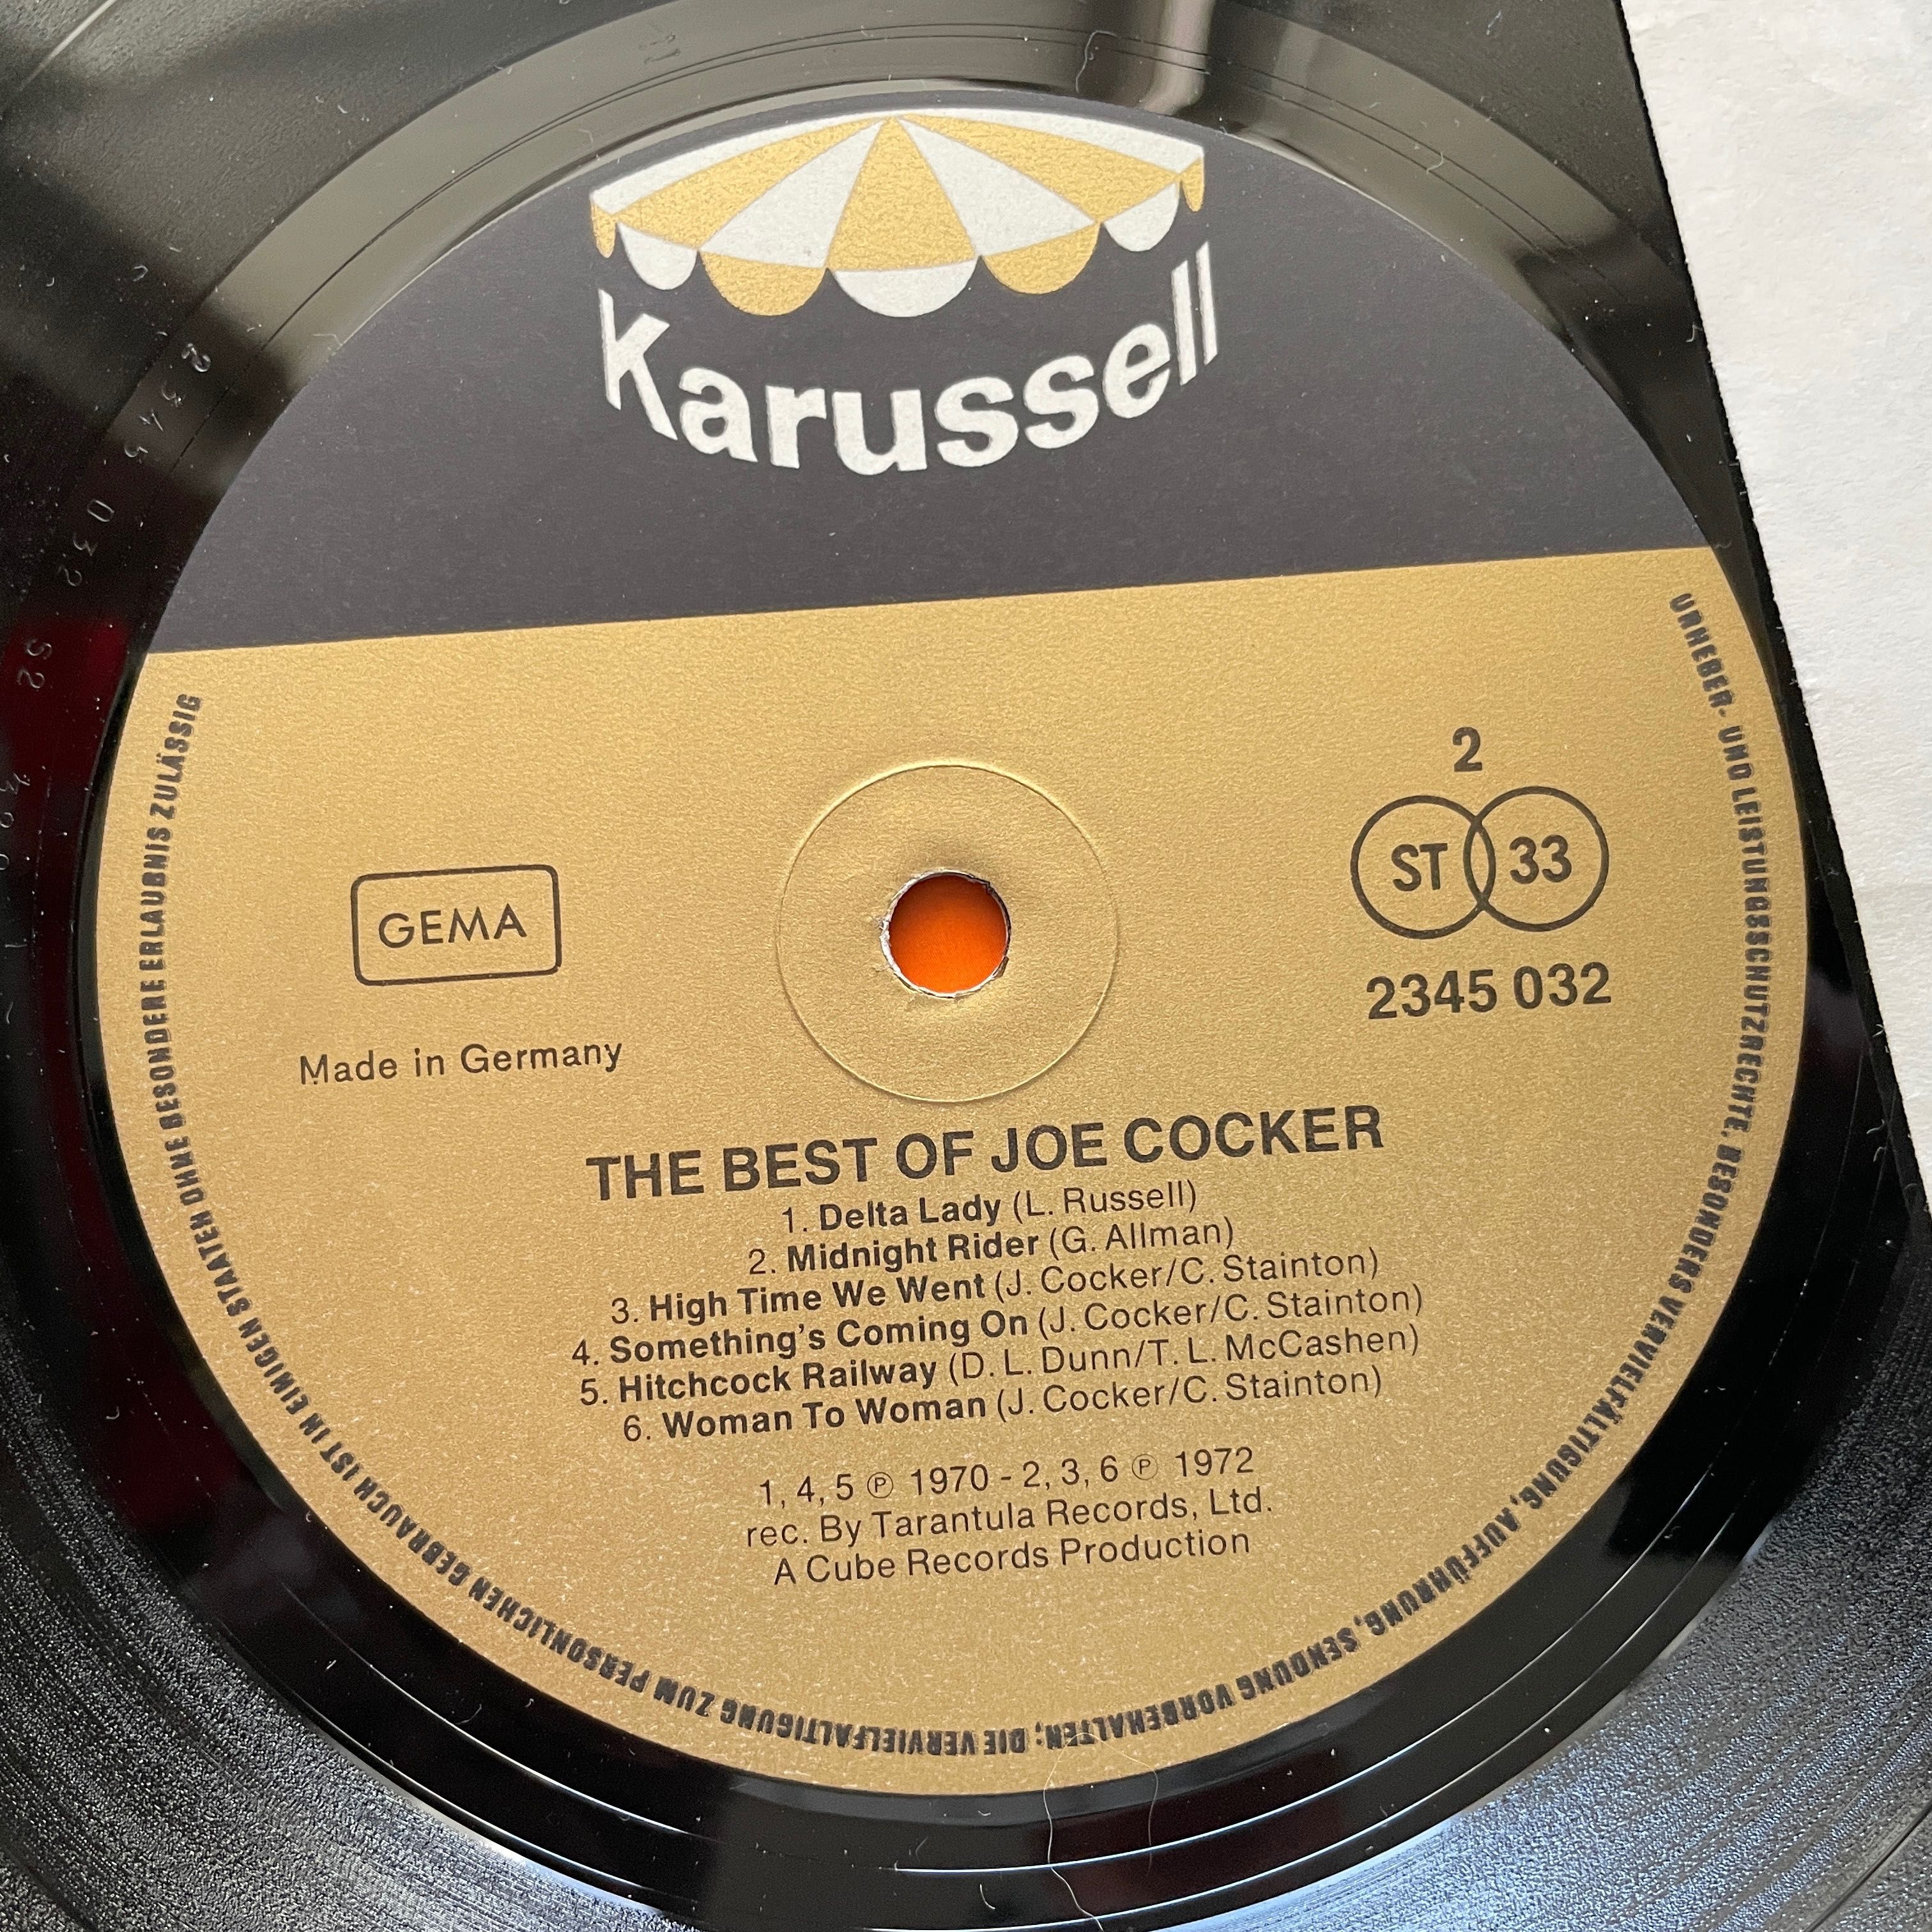 Karussell
2
ST 33
GEMA
2345 032
Made in Germany
THE BEST OF JOE COCKER
1. Delta Lady (L. Russell)
2. Midnight Rider (G. Allman)
3. High Time We Went (J. Cocker/C. Stainton)
4. Something's Coming On (J. Cocker/C. Stainton)
5. Hitchcock Railway (D. L. Dunn/T. L. McCashen)
6. Woman To Woman (J. Cocker/C. Stainton)
1, 4, 5 ℗ 1970 - 2, 3, 6 ℗ 1972
rec. By Tarantula Records, Ltd.
A Cube Records Production
URHEBER- UND LEISTUNGSSCHUTZRECHTE, BESONDERS VERVIELFÄLTIGUNG, AUFFÜHRUNG, SENDUNG VORBEHALTEN; DIE VERVIELFÄLTIGUNG ZUM PERSÖNLICHEN GEBRAUCH IST IN EINIGEN STAATEN OHNE BESONDERE ERLAUBNIS ZULÄSSIG
2345 032 S2